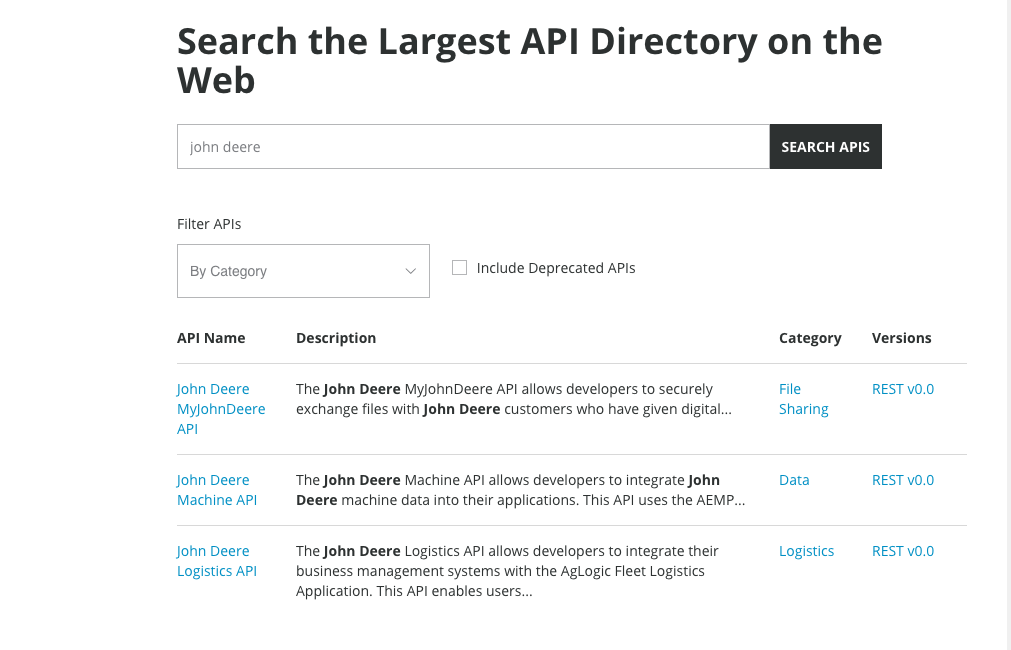 Search the Largest API Directory on the
Web
john deere
SEARCH APIS
Filter APIs
By Category
Include Deprecated APIs
API Name Description Category Versions
John Deere The John Deere MyJohnDeere API allows developers to securely File REST v0.0
MyJohnDeere exchange files with John Deere customers who have given digital... Sharing
API
John Deere The John Deere Machine API allows developers to integrate John Data REST v0.0
Machine API Deere machine data into their applications. This API uses the AEMP...
John Deere The John Deere Logistics API allows developers to integrate their Logistics REST v0.0
Logistics API business management systems with the AgLogic Fleet Logistics
Application. This API enables users...